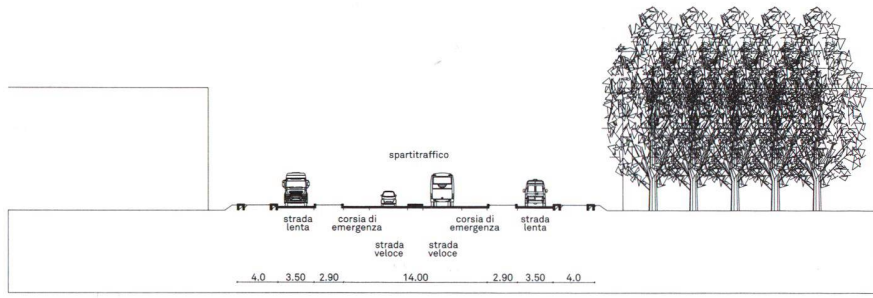 spartitraffico
strada
lenta
corsia di
emergenza
corsia di
emergenza
strada
lenta
strada
veloce
strada
veloce
4.0 3.50 2.90 14.00 2.90 3.50 4.0